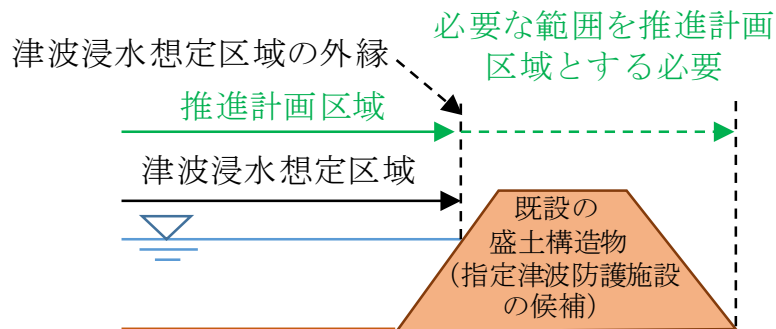 必要な範囲を推進計画
区域とする必要
津波浸水想定区域の外縁
推進計画区域
津波浸水想定区域
既設の
盛土構造物
（指定津波防護施設
の候補）